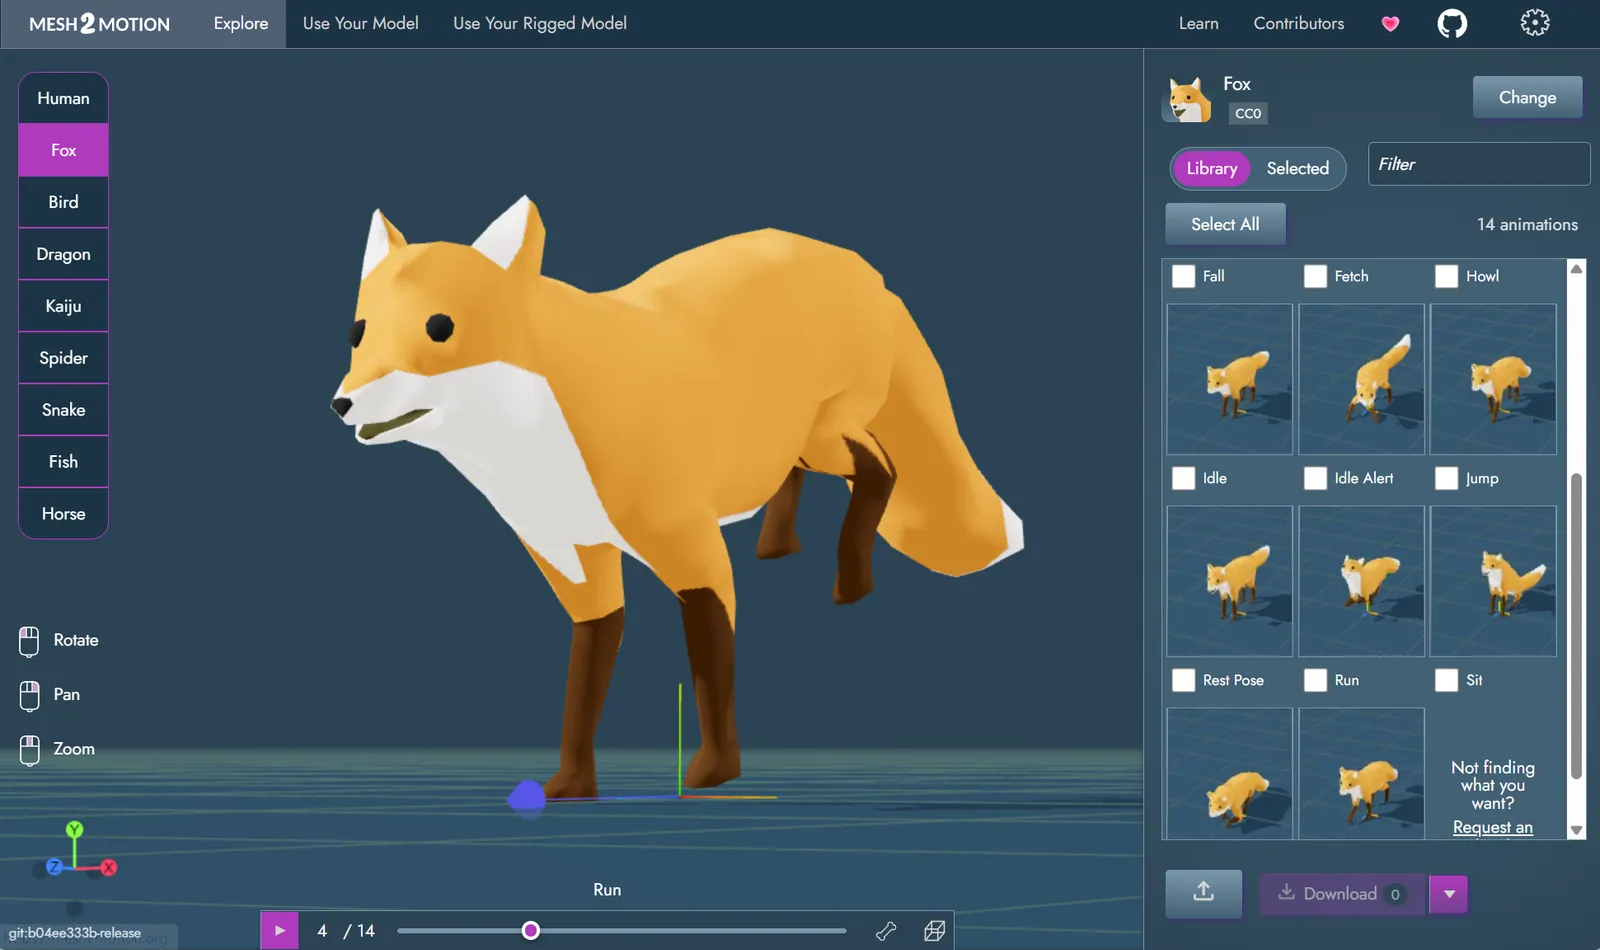 MESH2MOTION
Explore
Use Your Model
Use Your Rigged Model
Learn
Contributors
Human
Fox
Bird
Dragon
Kaiju
Spider
Snake
Fish
Horse
Rotate
Pan
Zoom
Y
Z
X
git:b04ee333b-release
Run
4 / 14
Fox
CC0
Change
Library
Selected
Filter
Select All
14 animations
Fall
Fetch
Howl
Idle
Idle Alert
Jump
Rest Pose
Run
Sit
Not finding
what you
want?
Request an
Download 0